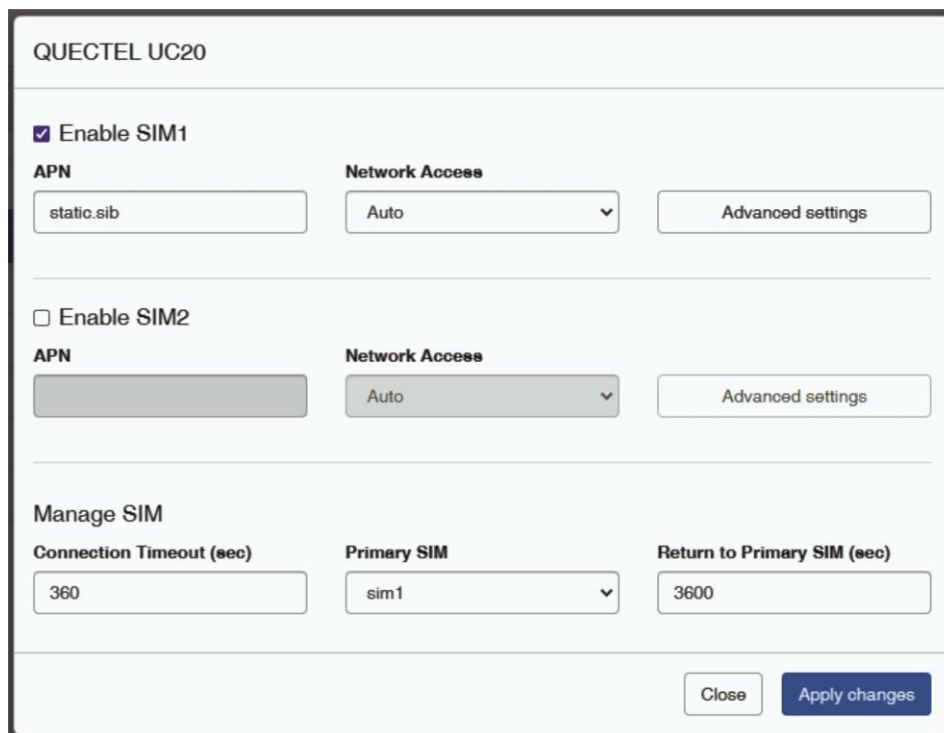 QUECTEL UC20
Enable SIM1
APN Network Access
static.sib Auto Advanced settings
Enable SIM2
APN Network Access
Auto Advanced settings
Manage SIM
Connection Timeout (sec) Primary SIM Return to Primary SIM (sec)
360 sim1 3600
Close Apply changes